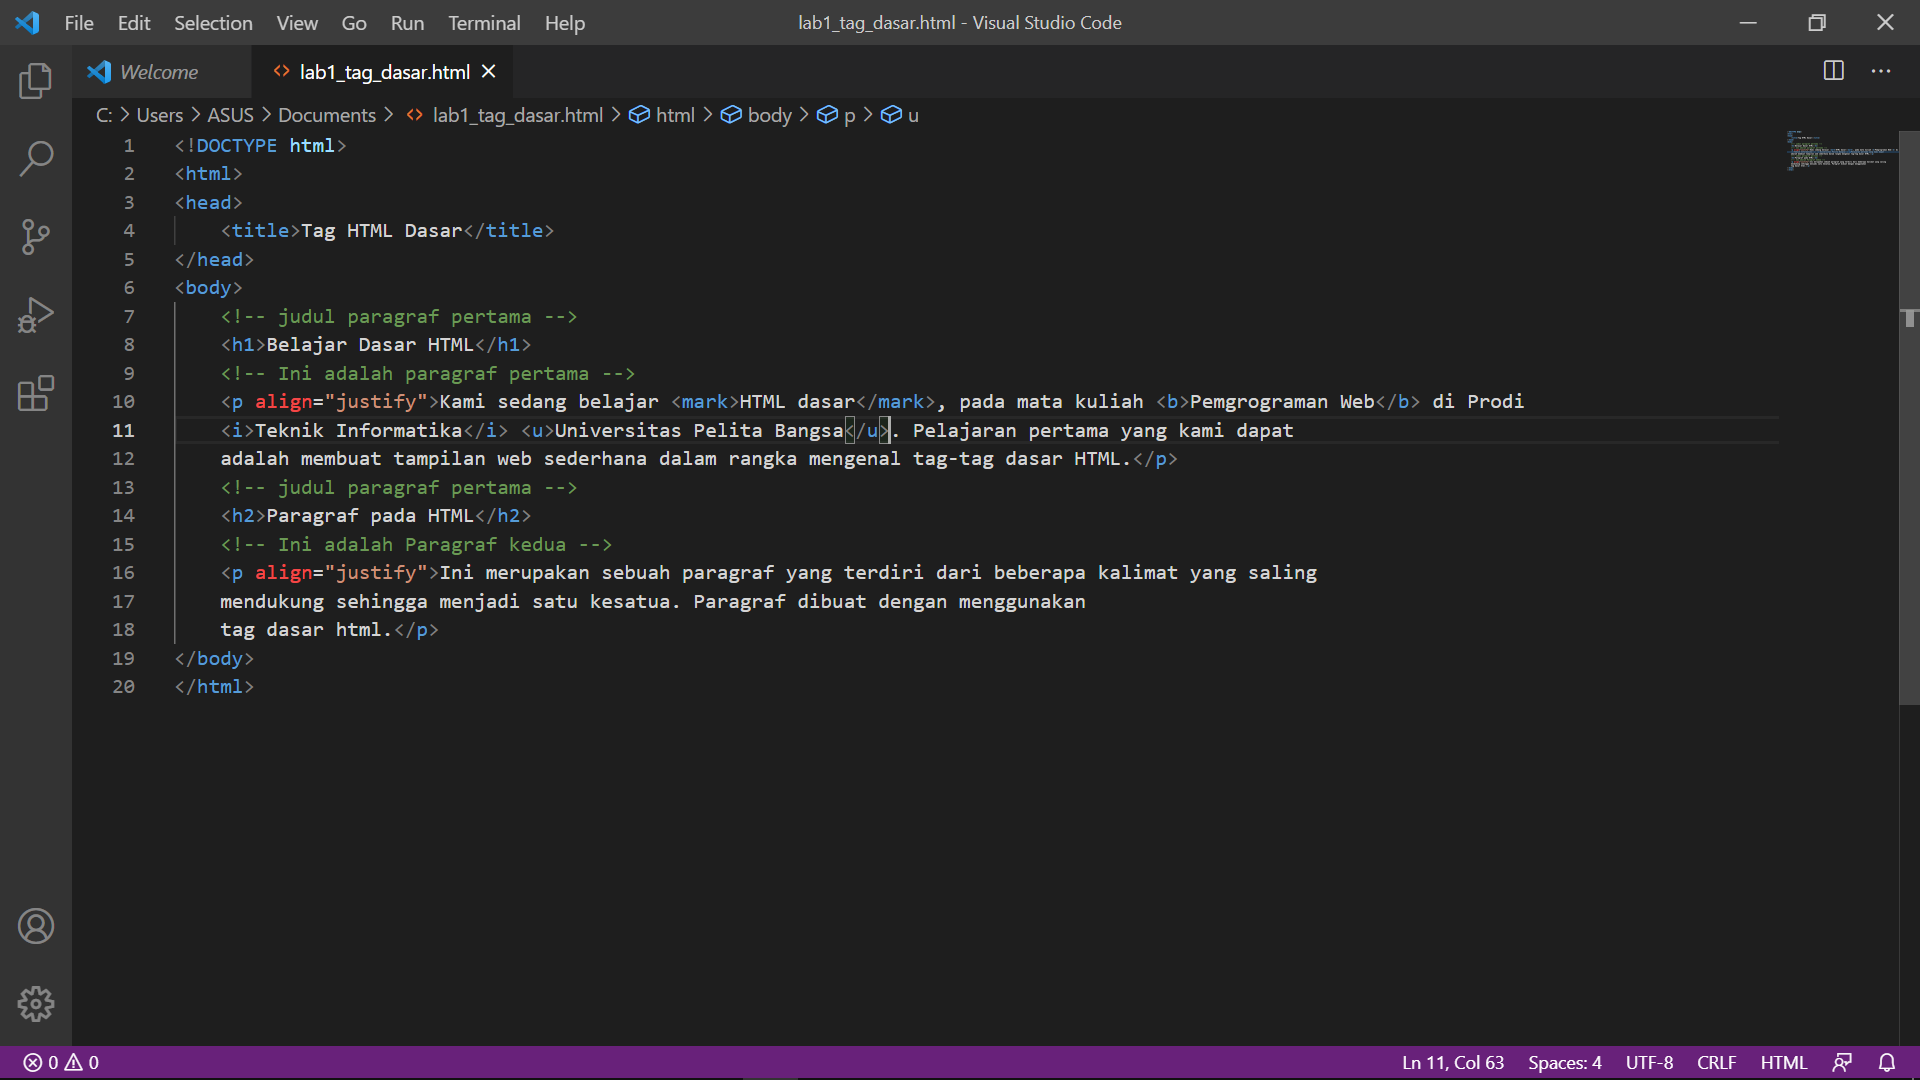 File Edit Selection View Go Run Terminal Help lab1_tag_dasar.html - Visual Studio Code
Welcome lab1_tag_dasar.html
C: > Users > ASUS > Documents > lab1_tag_dasar.html > html > body > p > u
1 <!DOCTYPE html>
2 <html>
3 <head>
4     <title>Tag HTML Dasar</title>
5 </head>
6 <body>
7     <!-- judul paragraf pertama -->
8     <h1>Belajar Dasar HTML</h1>
9     <!-- Ini adalah paragraf pertama -->
10     <p align="justify">Kami sedang belajar <mark>HTML dasar</mark>, pada mata kuliah <b>Pemgrograman Web</b> di Prodi
11     <i>Teknik Informatika</i> <u>Universitas Pelita Bangsa</u>. Pelajaran pertama yang kami dapat
12     adalah membuat tampilan web sederhana dalam rangka mengenal tag-tag dasar HTML.</p>
13     <!-- judul paragraf pertama -->
14     <h2>Paragraf pada HTML</h2>
15     <!-- Ini adalah Paragraf kedua -->
16     <p align="justify">Ini merupakan sebuah paragraf yang terdiri dari beberapa kalimat yang saling
17     mendukung sehingga menjadi satu kesatua. Paragraf dibuat dengan menggunakan
18     tag dasar html.</p>
19 </body>
20 </html>
0 0 Ln 11, Col 63 Spaces: 4 UTF-8 CRLF HTML